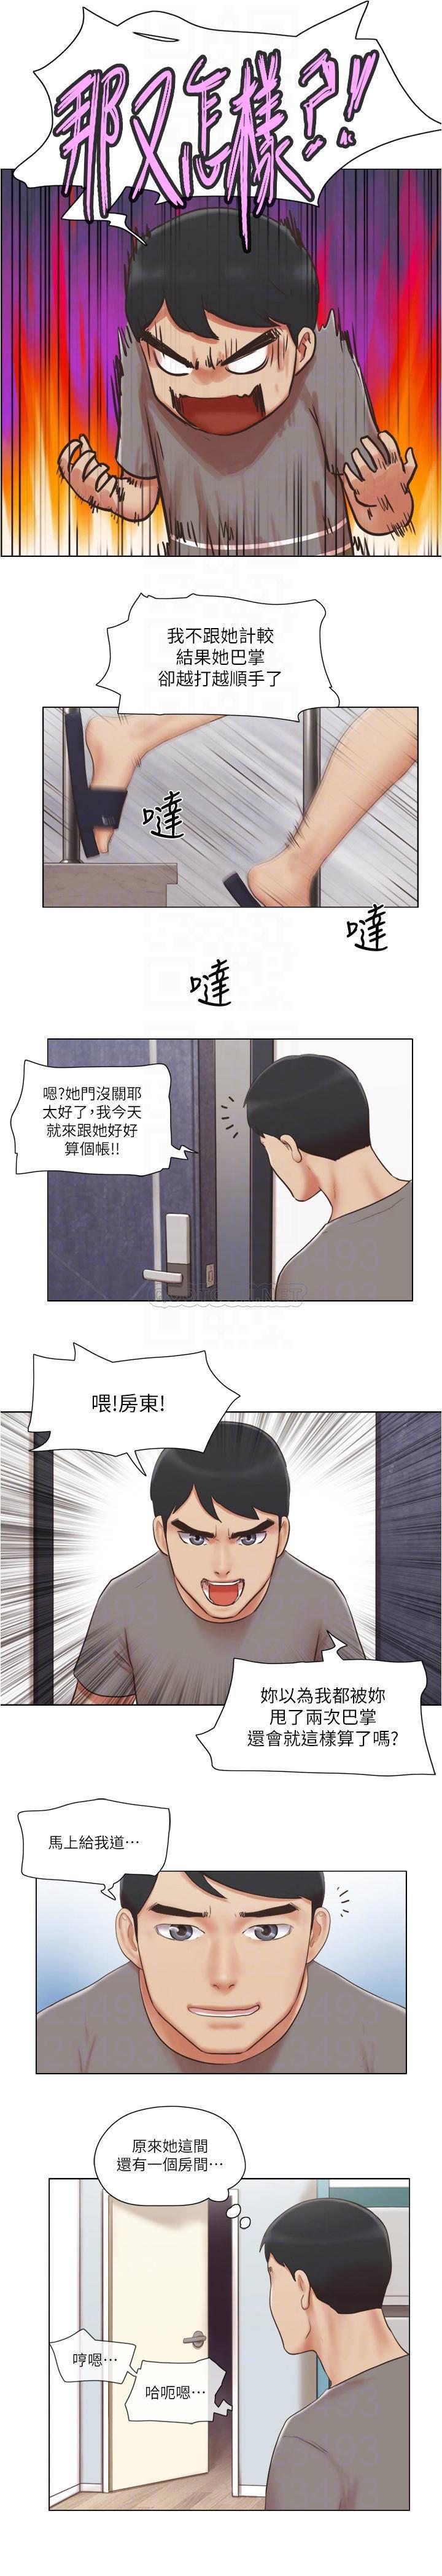 那又怎樣?!
我不跟她計較
結果她巴掌
卻越打越順手了
噠
噠
噠
嗯?她門沒關耶
太好了,我今天
就來跟她好好
算個帳!!
喂!房東!
妳以為我都被妳
甩了兩次巴掌
還會就這樣算了嗎?
馬上給我道…
原來她這間
還有一個房間…
哼嗯…
哈呃嗯…